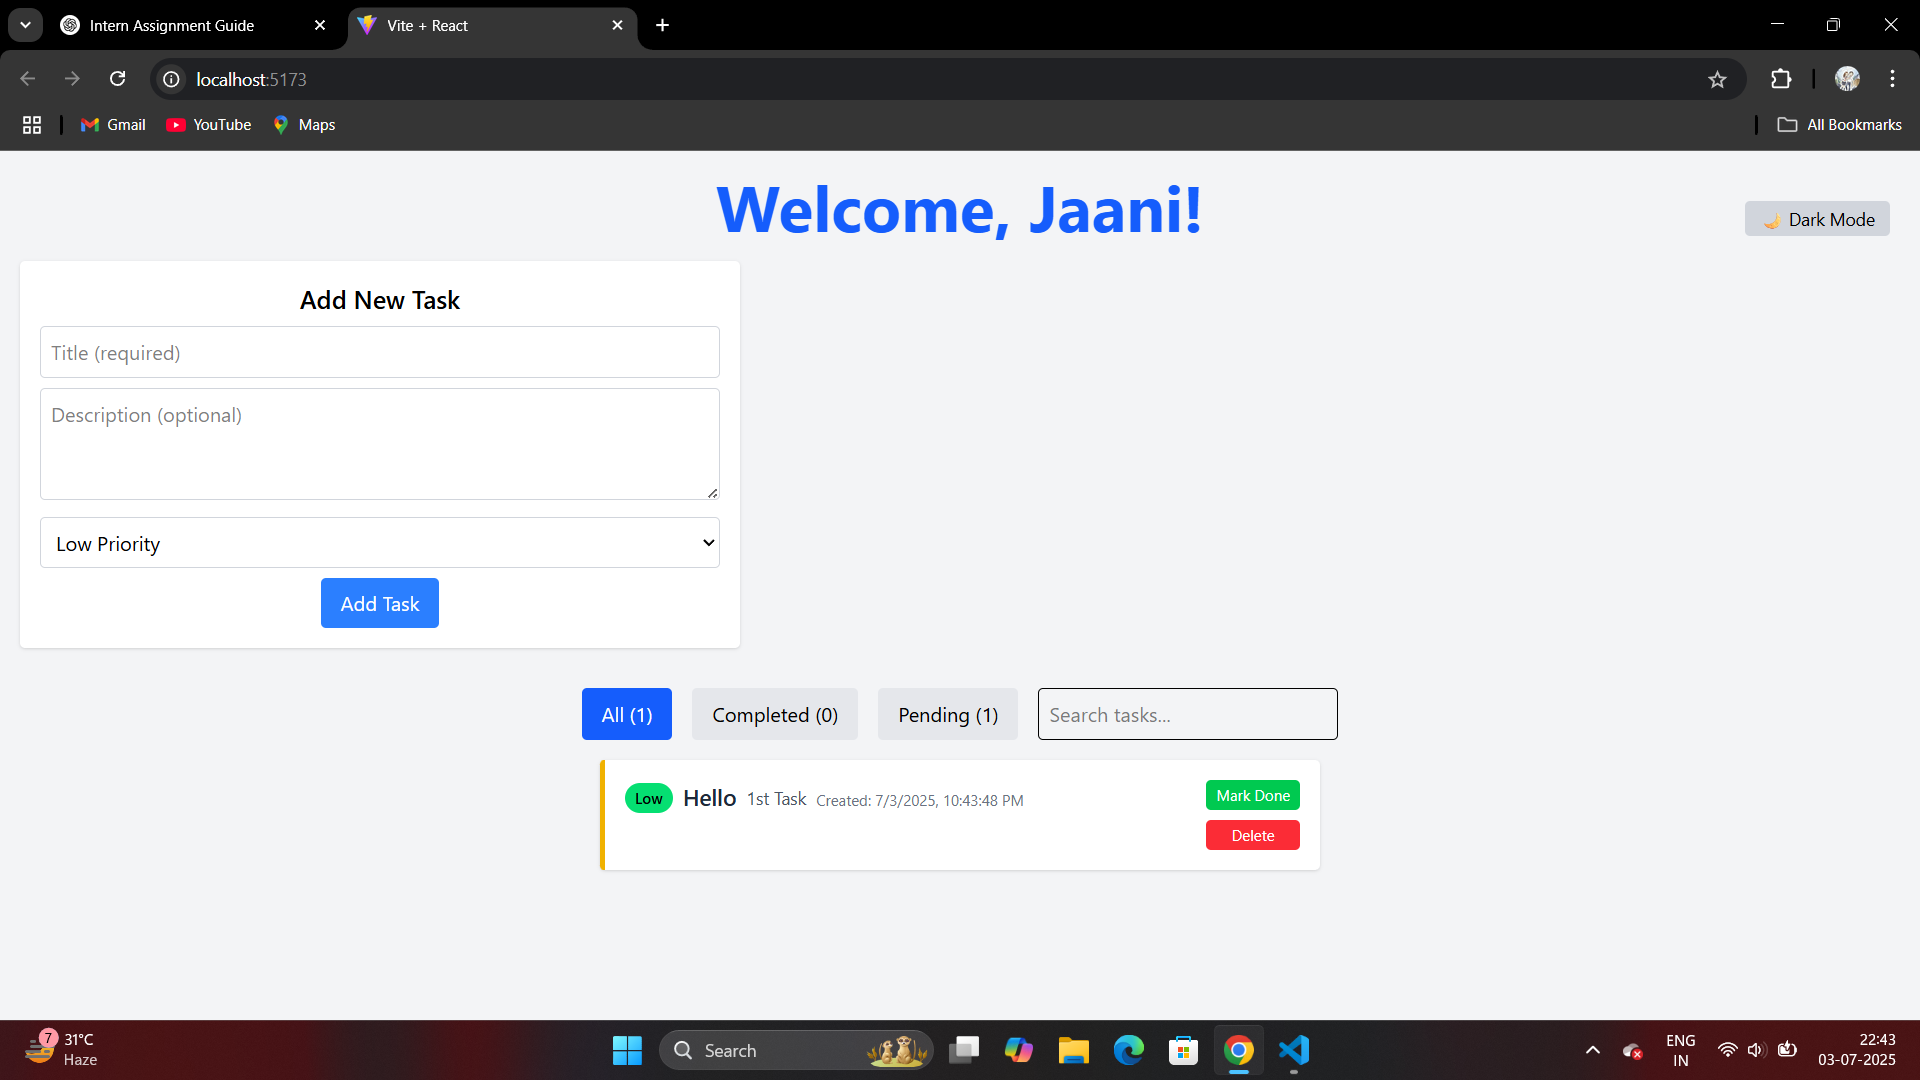 Intern Assignment Guide
Vite + React
localhost:5173
Gmail
YouTube
Maps
All Bookmarks
Welcome, Jaani!
🌙 Dark Mode
Add New Task
Title (required)
Description (optional)
Low Priority
Add Task
All (1)
Completed (0)
Pending (1)
Search tasks...
Low Hello 1st Task Created: 7/3/2025, 10:43:48 PM
Mark Done
Delete
7
31°C
Haze
Search
ENG
IN
22:43
03-07-2025